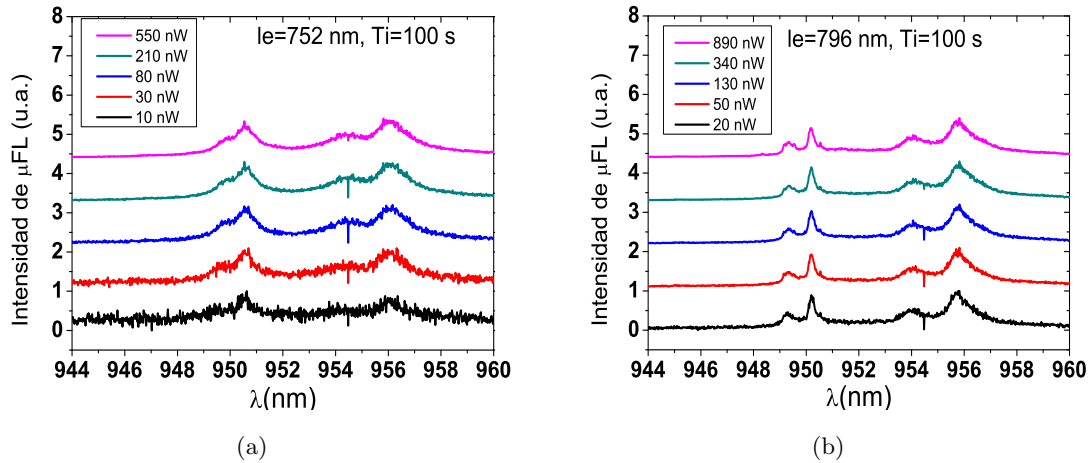 8
7
6
5
4
3
2
1
0
Intensidad de μFL (u.a.)
550 nW
210 nW
80 nW
30 nW
10 nW
le=752 nm, Ti=100 s
944 946 948 950 952 954 956 958 960
λ(nm)
(a)
8
7
6
5
4
3
2
1
0
Intensidad de μFL (u.a.)
890 nW
340 nW
130 nW
50 nW
20 nW
le=796 nm, Ti=100 s
944 946 948 950 952 954 956 958 960
λ(nm)
(b)